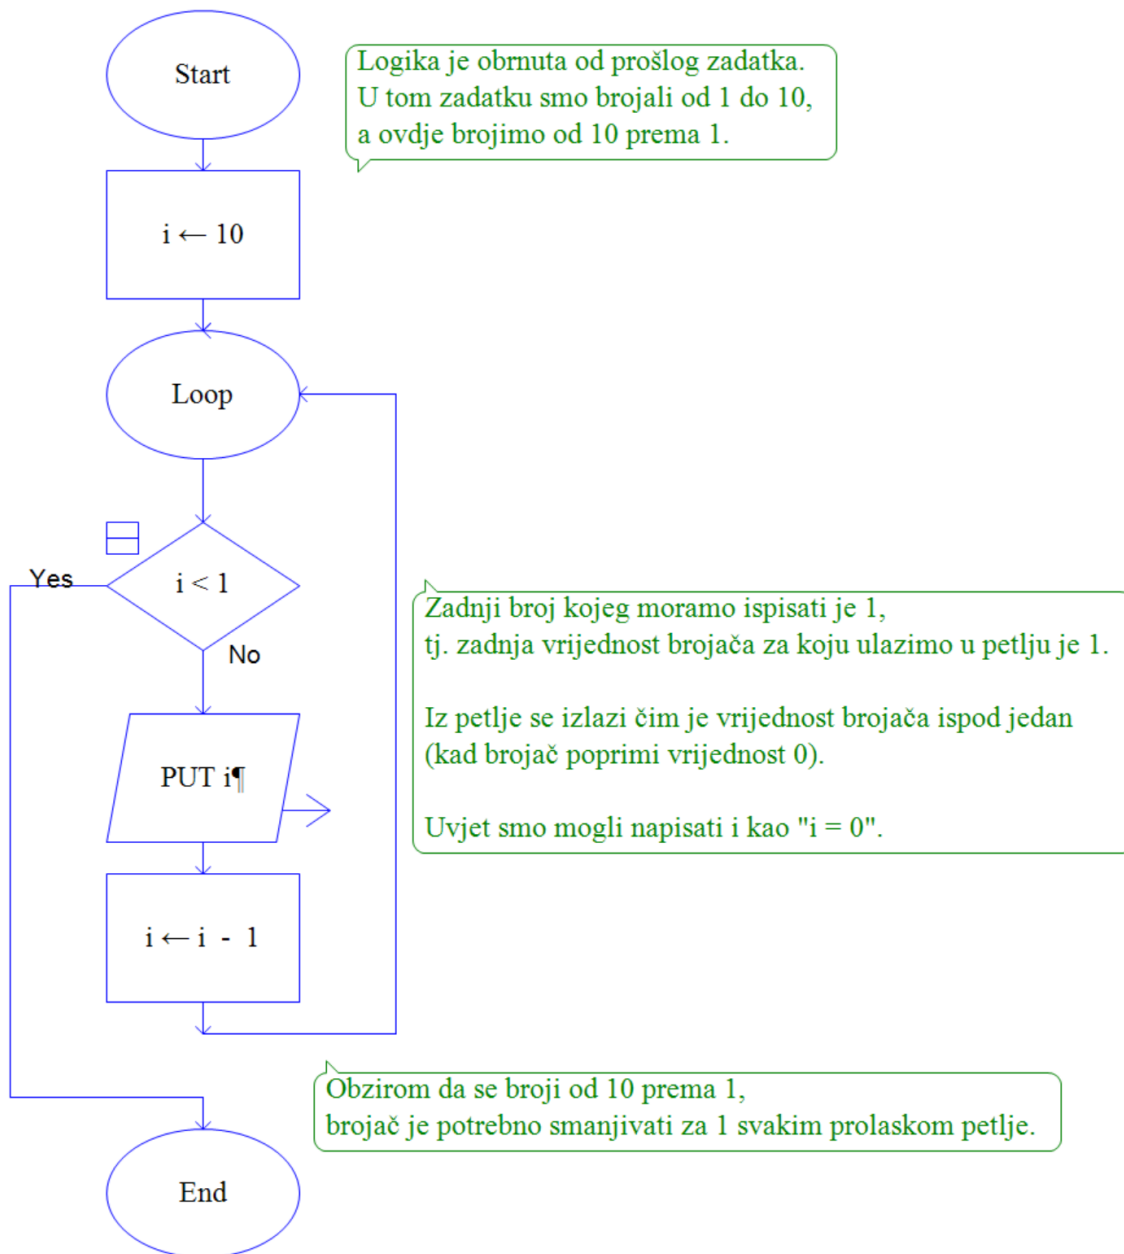 Start
Logika je obrnuta od prošlog zadatka.
U tom zadatku smo brojali od 1 do 10,
a ovdje brojimo od 10 prema 1.
i ← 10
Loop
i < 1
Yes
No
Zadnji broj kojeg moramo ispisati je 1,
tj. zadnja vrijednost brojača za koju ulazimo u petlju je 1.
Iz petlje se izlazi čim je vrijednost brojača ispod jedan
(kad brojač poprimi vrijednost 0).
Uvjet smo mogli napisati i kao "i = 0".
PUT i¶
i ← i - 1
Obzirom da se broji od 10 prema 1,
brojač je potrebno smanjivati za 1 svakim prolaskom petlje.
End